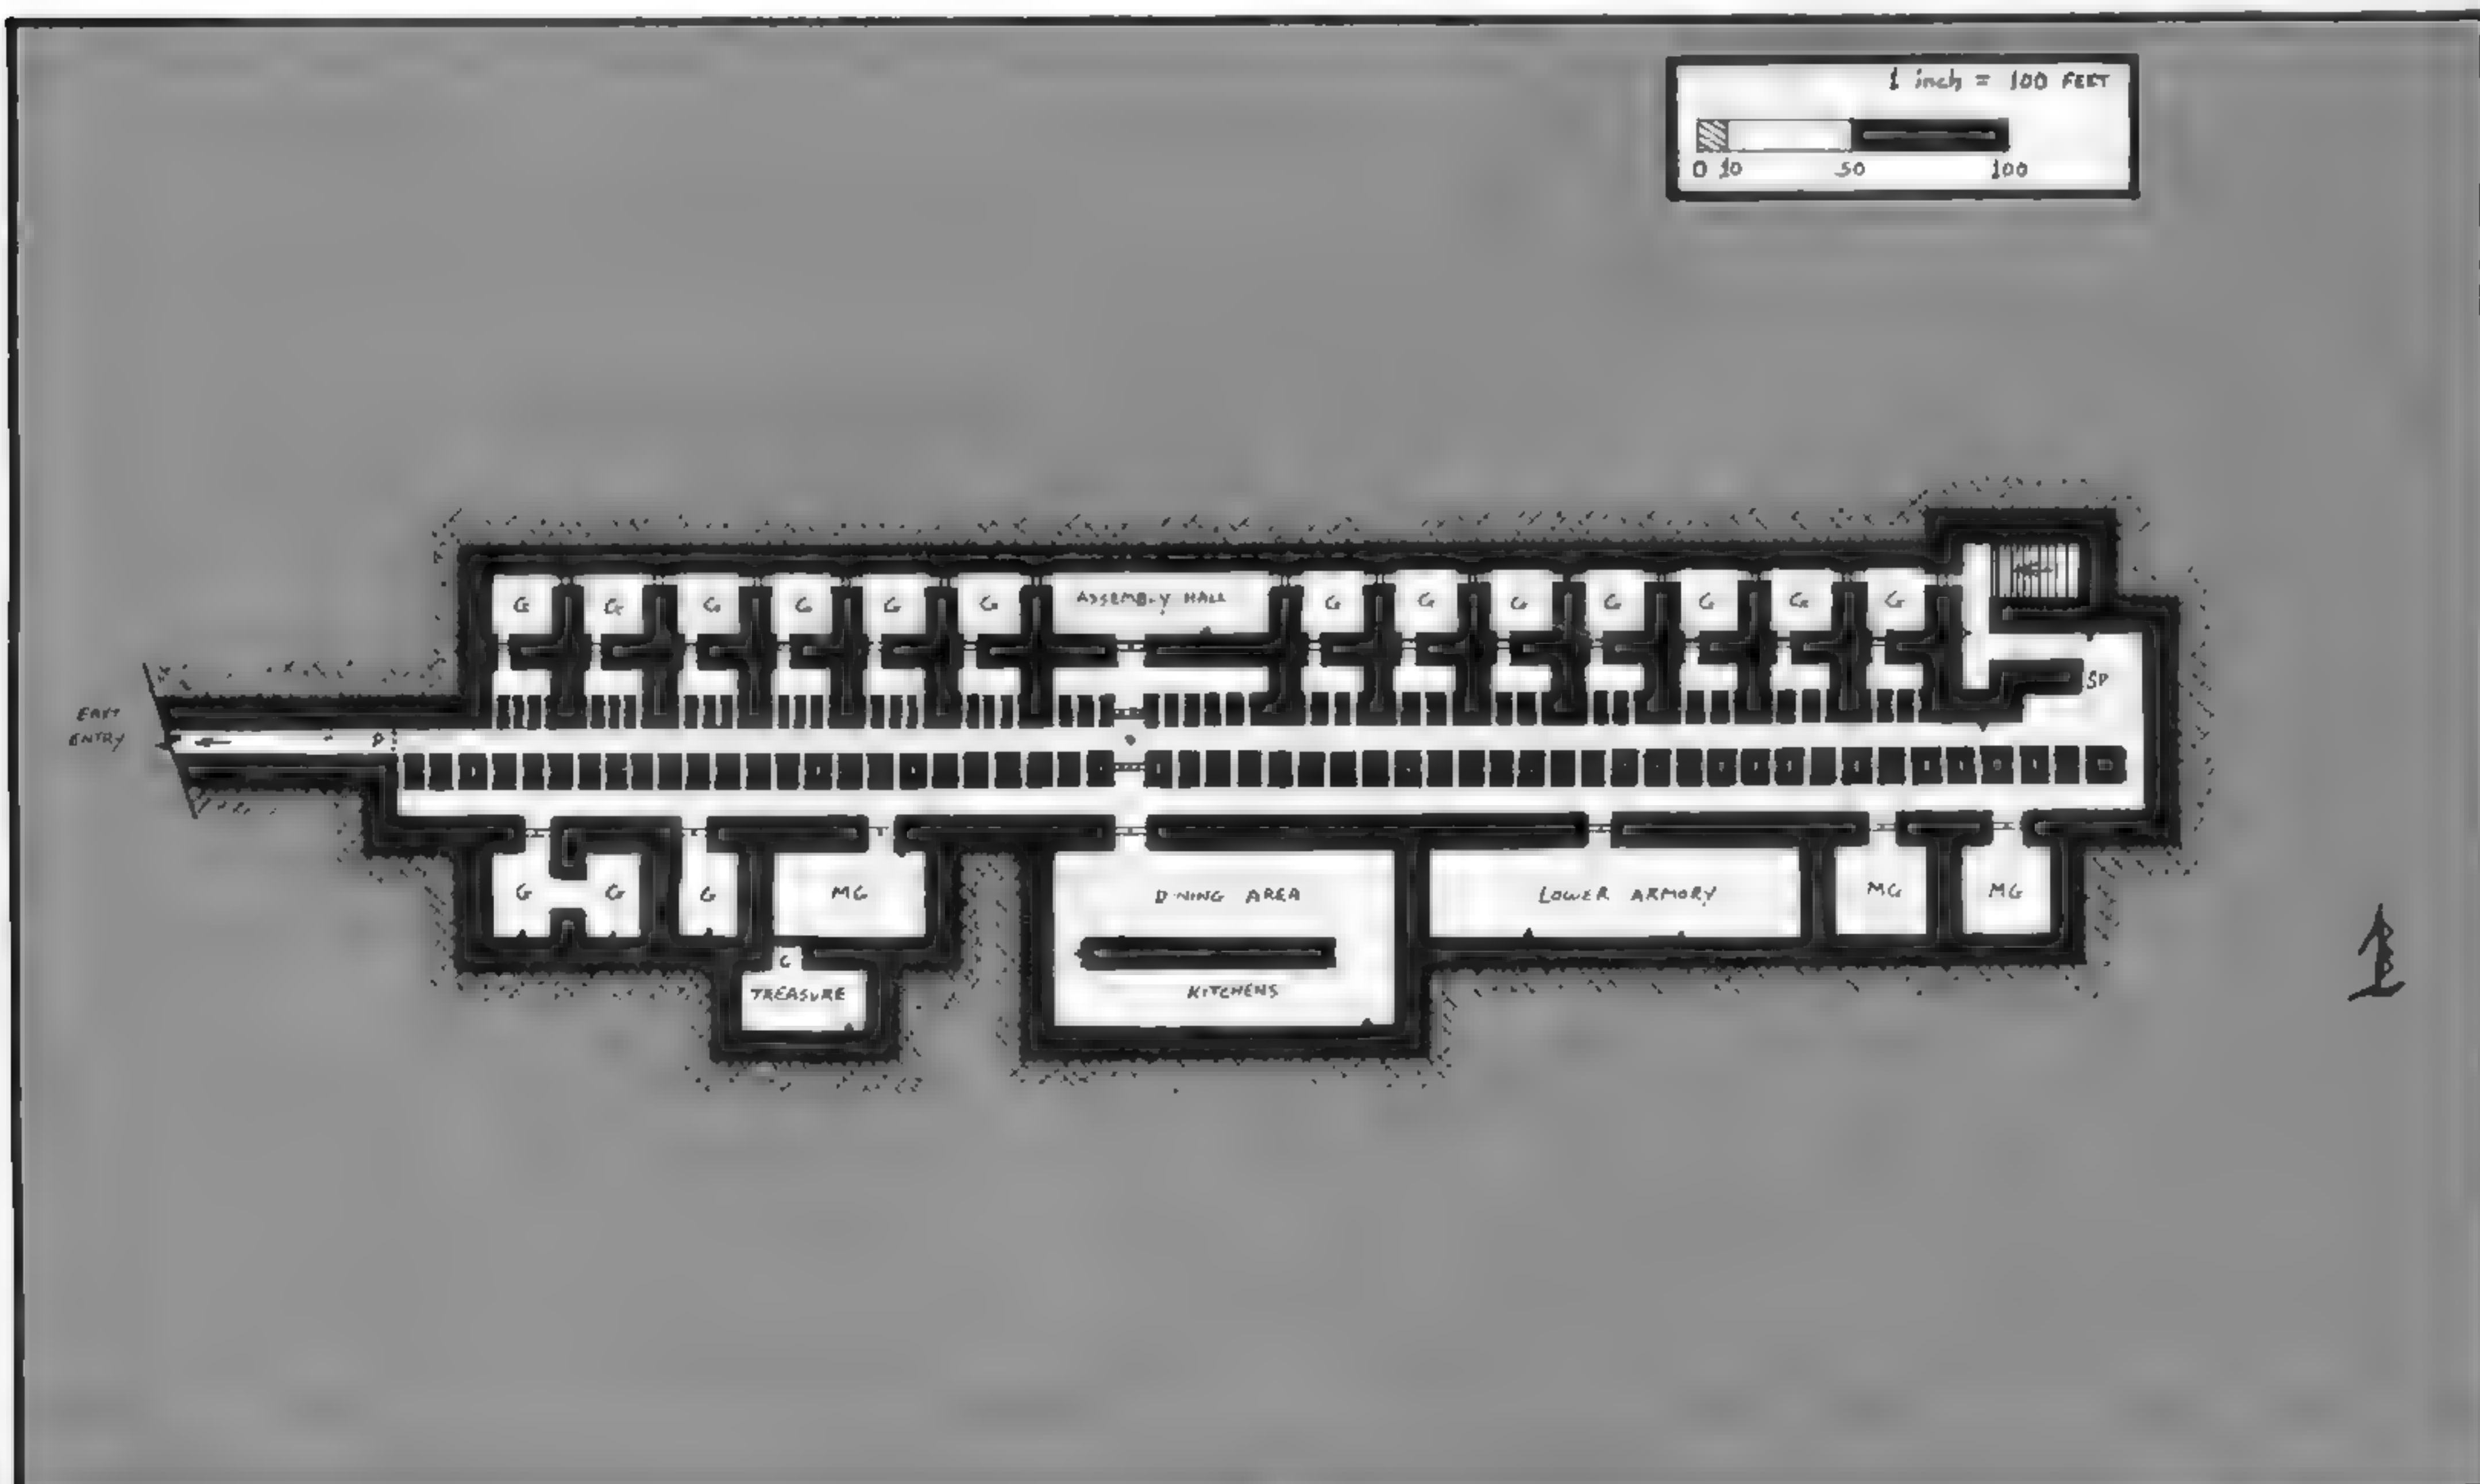 1 inch = 100 FEET
0 10 50 100
G G G G G G ASSEMBLY HALL G G G G G G G
SP
EAST
ENTRY
P
G G G MG DINING AREA LOWER ARMORY MG MG
G
TREASURE KITCHENS